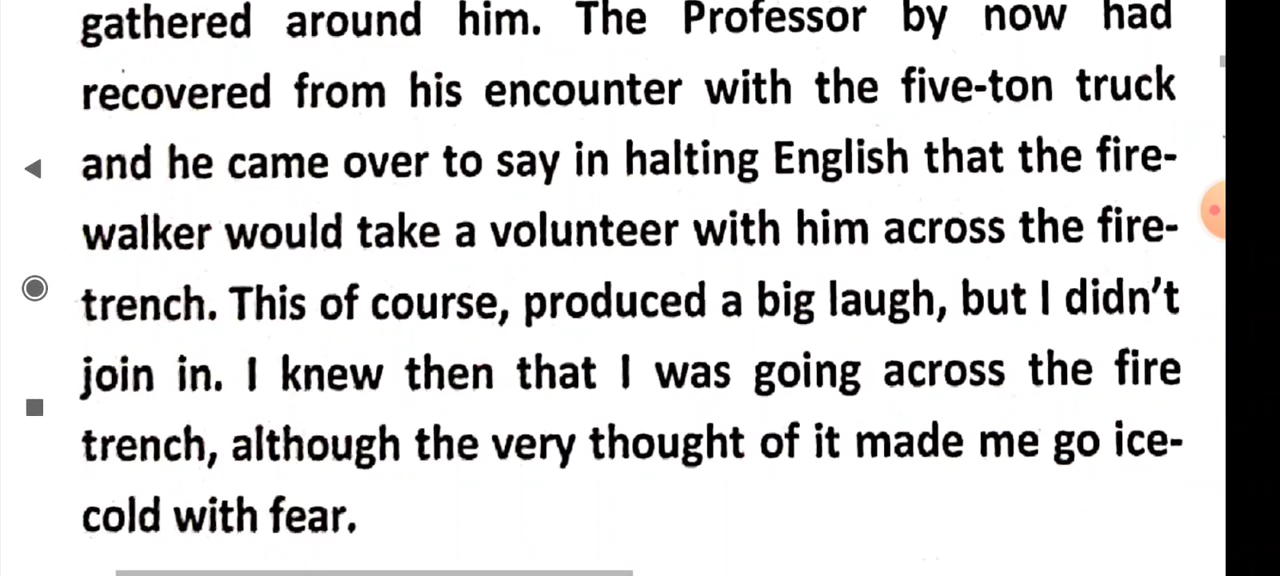 gathered around him. The Professor by now had
recovered from his encounter with the five-ton truck
and he came over to say in halting English that the fire-
walker would take a volunteer with him across the fire-
trench. This of course, produced a big laugh, but I didn’t
join in. I knew then that I was going across the fire
trench, although the very thought of it made me go ice-
cold with fear.